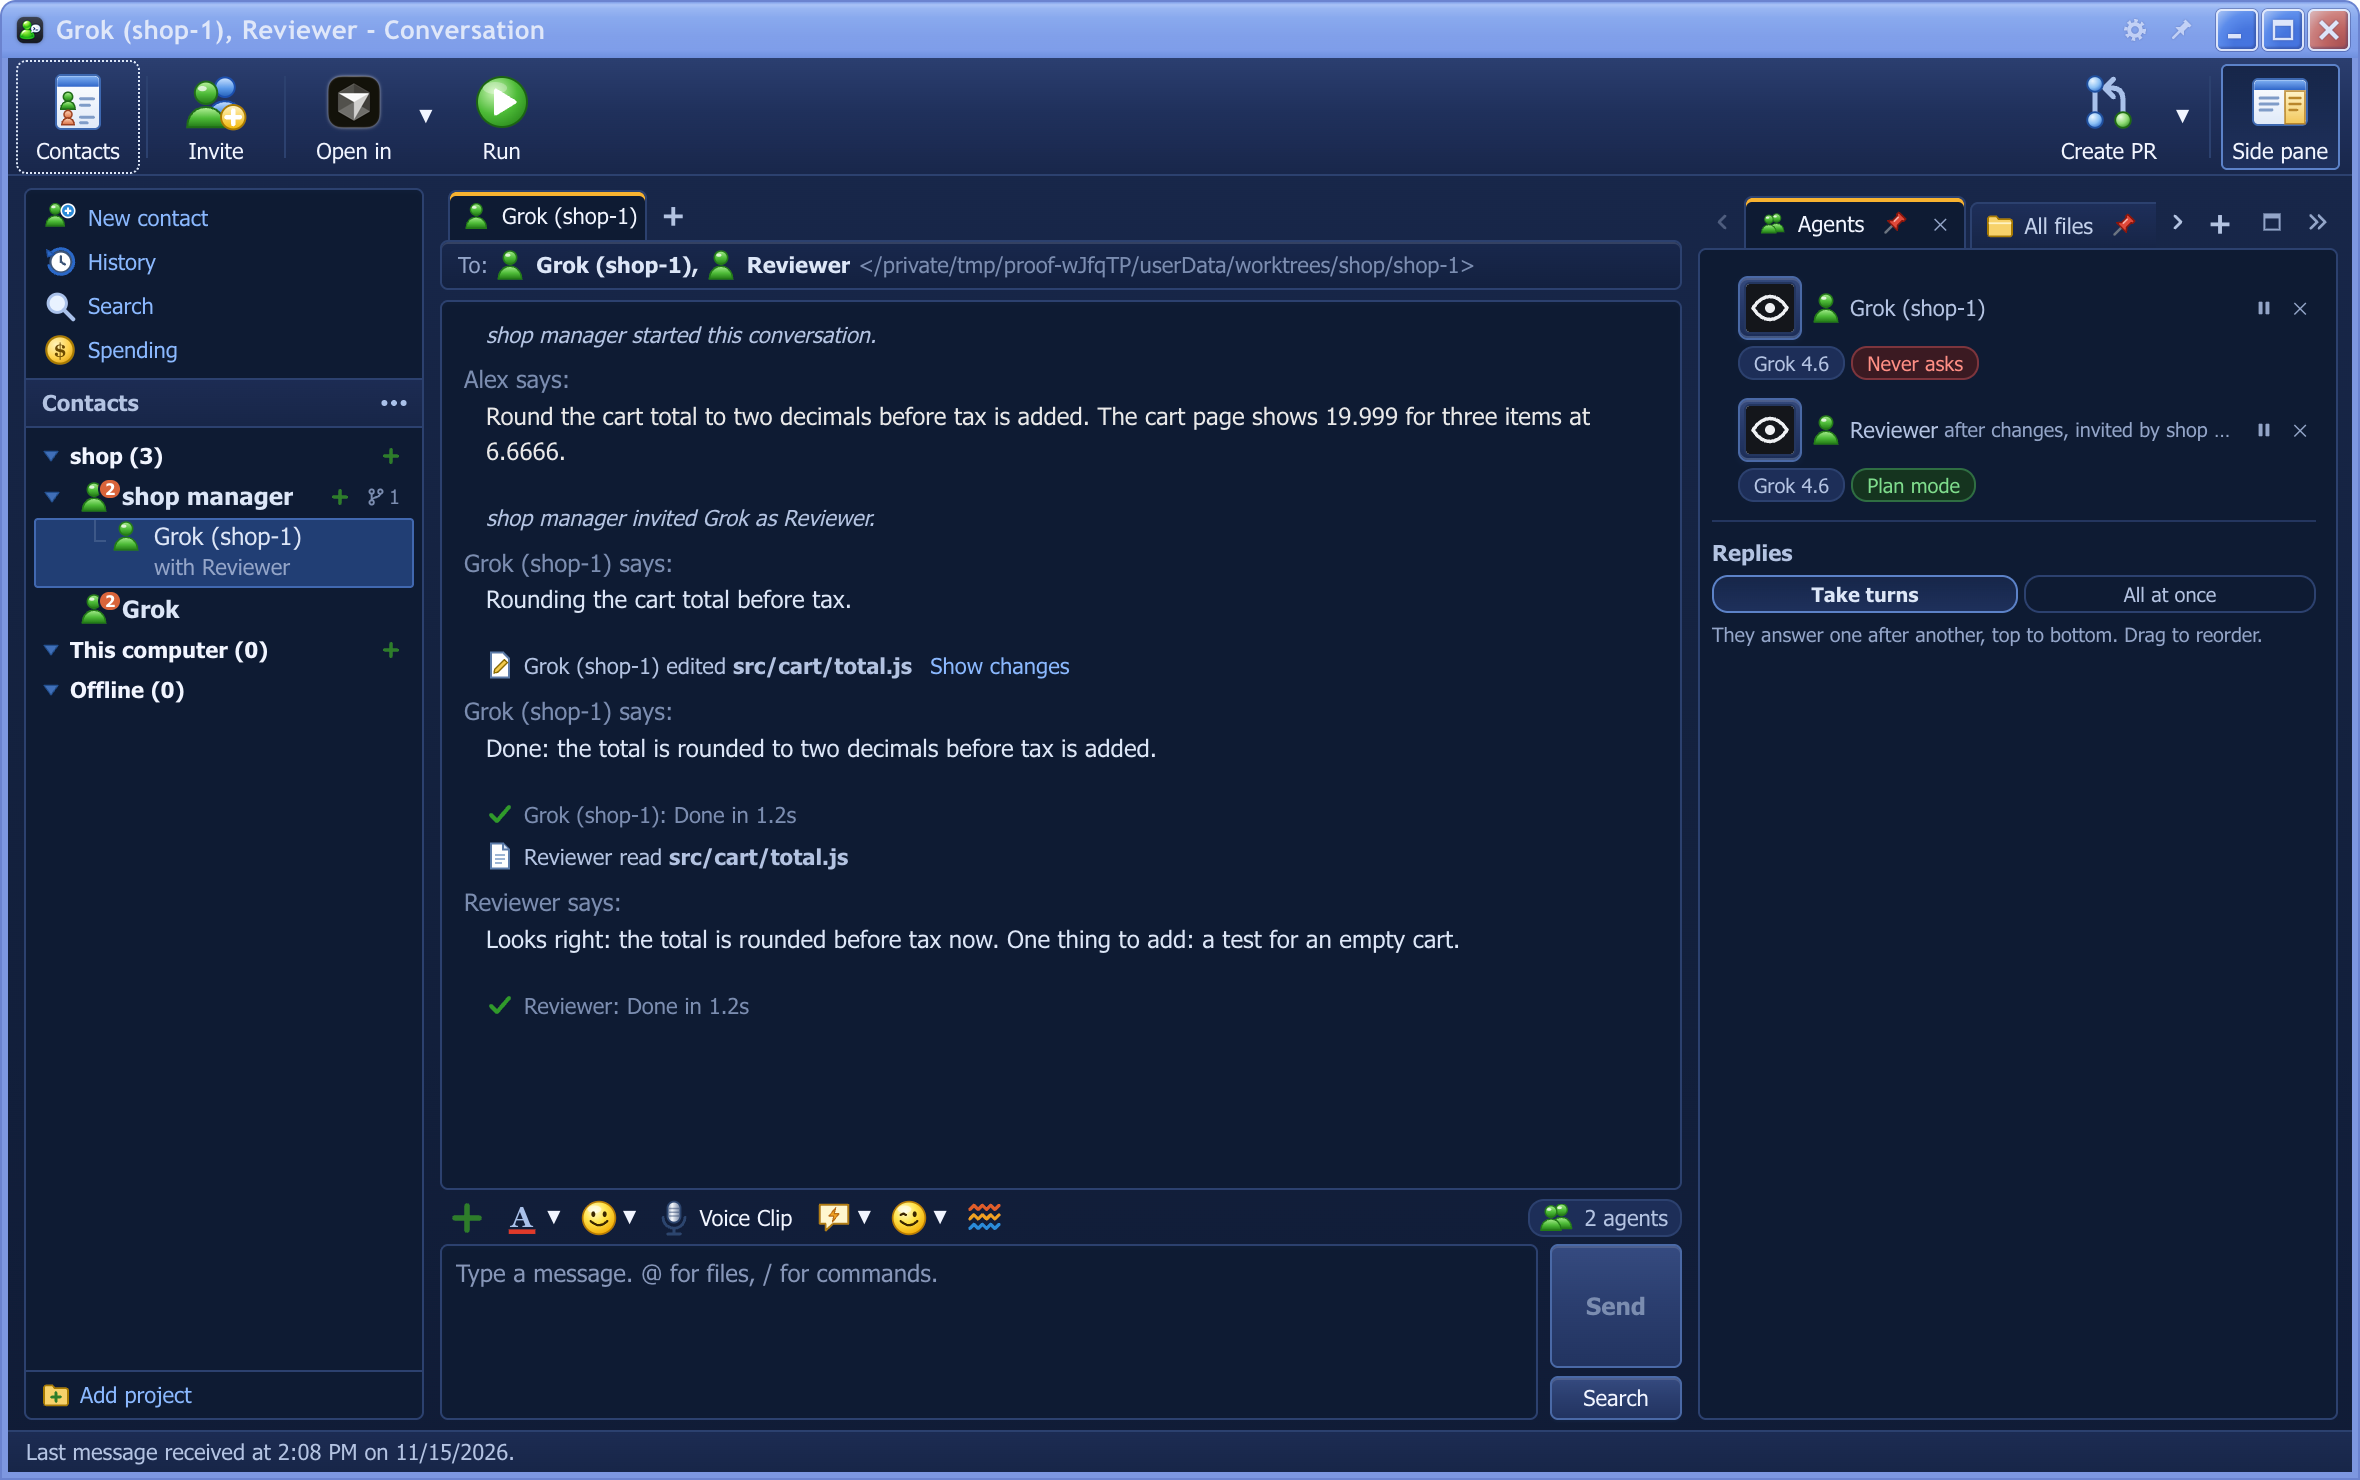 Grok (shop-1), Reviewer - Conversation
Contacts
Invite
Open in
Run
Create PR
Side pane
New contact
History
Search
Spending
Contacts
shop (3)
2
shop manager
1
Grok (shop-1)
with Reviewer
2
Grok
This computer (0)
Offline (0)
Add project
Grok (shop-1)
To: Grok (shop-1), Reviewer </private/tmp/proof-wJfqTP/userData/worktrees/shop/shop-1>
shop manager started this conversation.
Alex says:
Round the cart total to two decimals before tax is added. The cart page shows 19.999 for three items at
6.6666.
shop manager invited Grok as Reviewer.
Grok (shop-1) says:
Rounding the cart total before tax.
Grok (shop-1) edited src/cart/total.js Show changes
Grok (shop-1) says:
Done: the total is rounded to two decimals before tax is added.
Grok (shop-1): Done in 1.2s
Reviewer read src/cart/total.js
Reviewer says:
Looks right: the total is rounded before tax now. One thing to add: a test for an empty cart.
Reviewer: Done in 1.2s
A
Voice Clip
2 agents
Type a message. @ for files, / for commands.
Send
Search
Agents
All files
Grok (shop-1)
Grok 4.6
Never asks
Reviewer after changes, invited by shop ...
Grok 4.6
Plan mode
Replies
Take turns
All at once
They answer one after another, top to bottom. Drag to reorder.
Last message received at 2:08 PM on 11/15/2026.